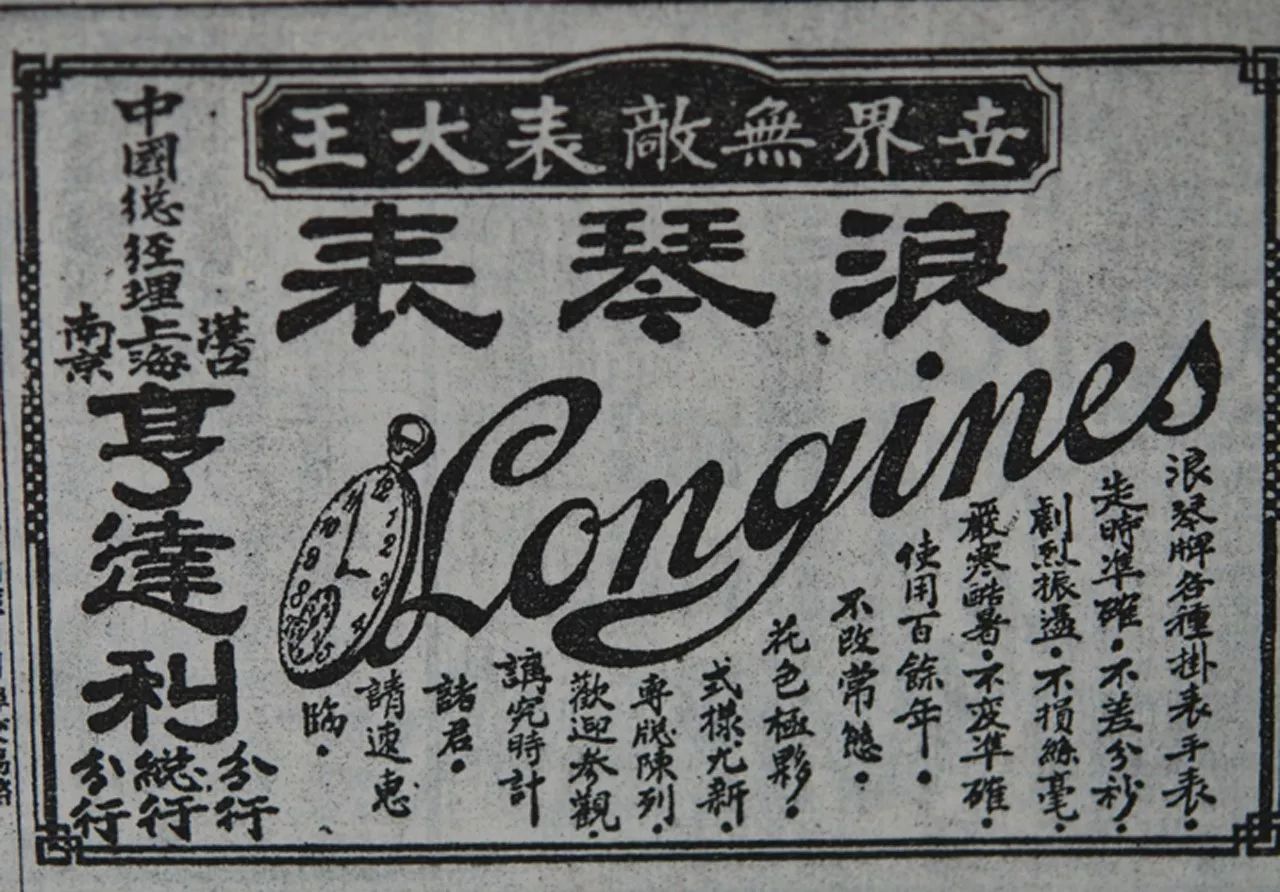 世界無敵表大王
浪琴表
Longines
浪琴牌各種掛表手表.
走時準確.不差分秒.
劇烈振盪.不損絲毫.
嚴寒酷暑.不变準確.
使用百餘年.
不改常態.
花色極夥.
式樣尤新.
専腔陳列.
歡迎參觀.
講究時計
諸君.
請速惠
臨.
中國總經理
漢口
上海
南京
亨達利
分行
總行
分行